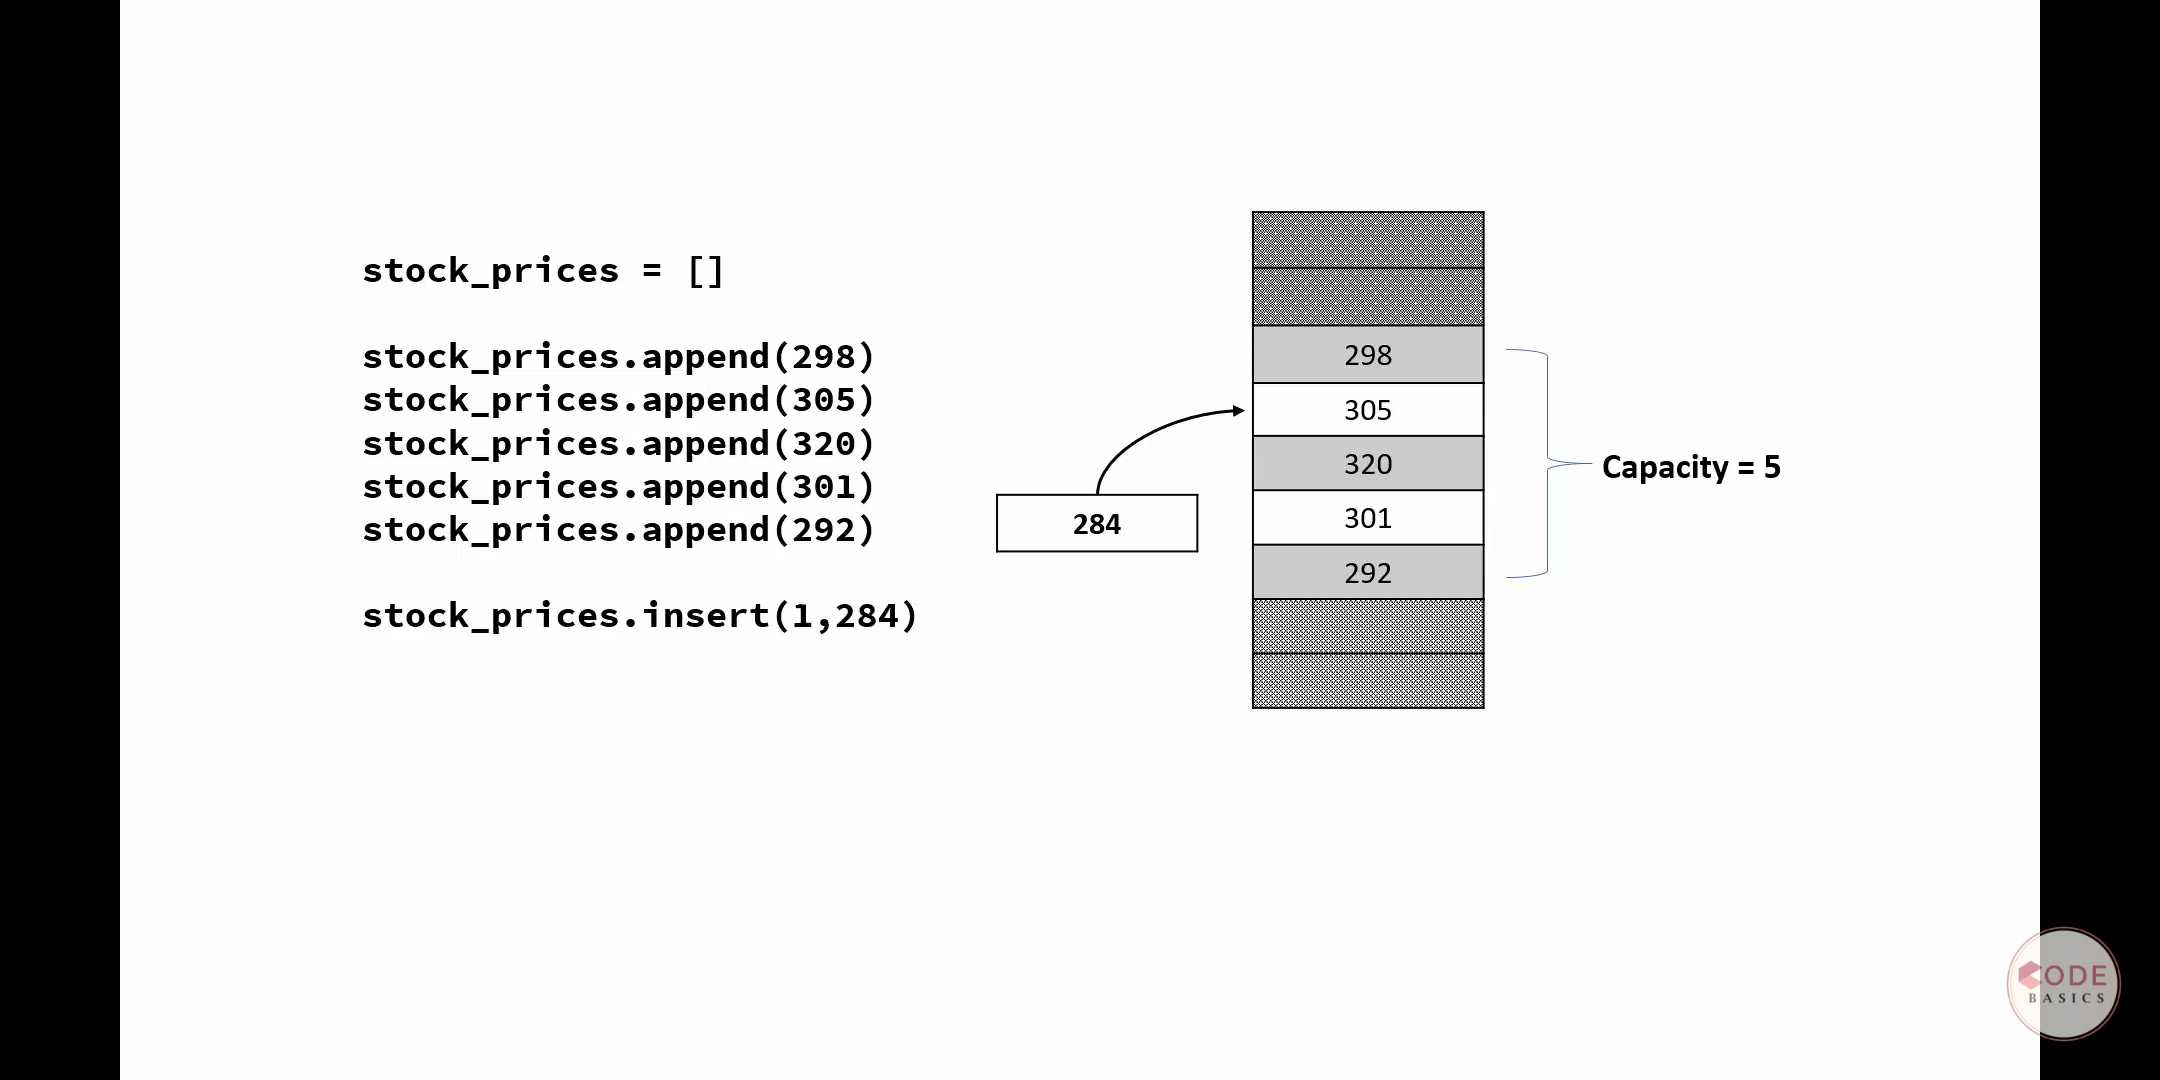 stock_prices = []
stock_prices.append(298)
stock_prices.append(305)
stock_prices.append(320)
stock_prices.append(301)
stock_prices.append(292)
stock_prices.insert(1,284)
284
298
305
320
301
292
Capacity = 5
CODE
BASICS